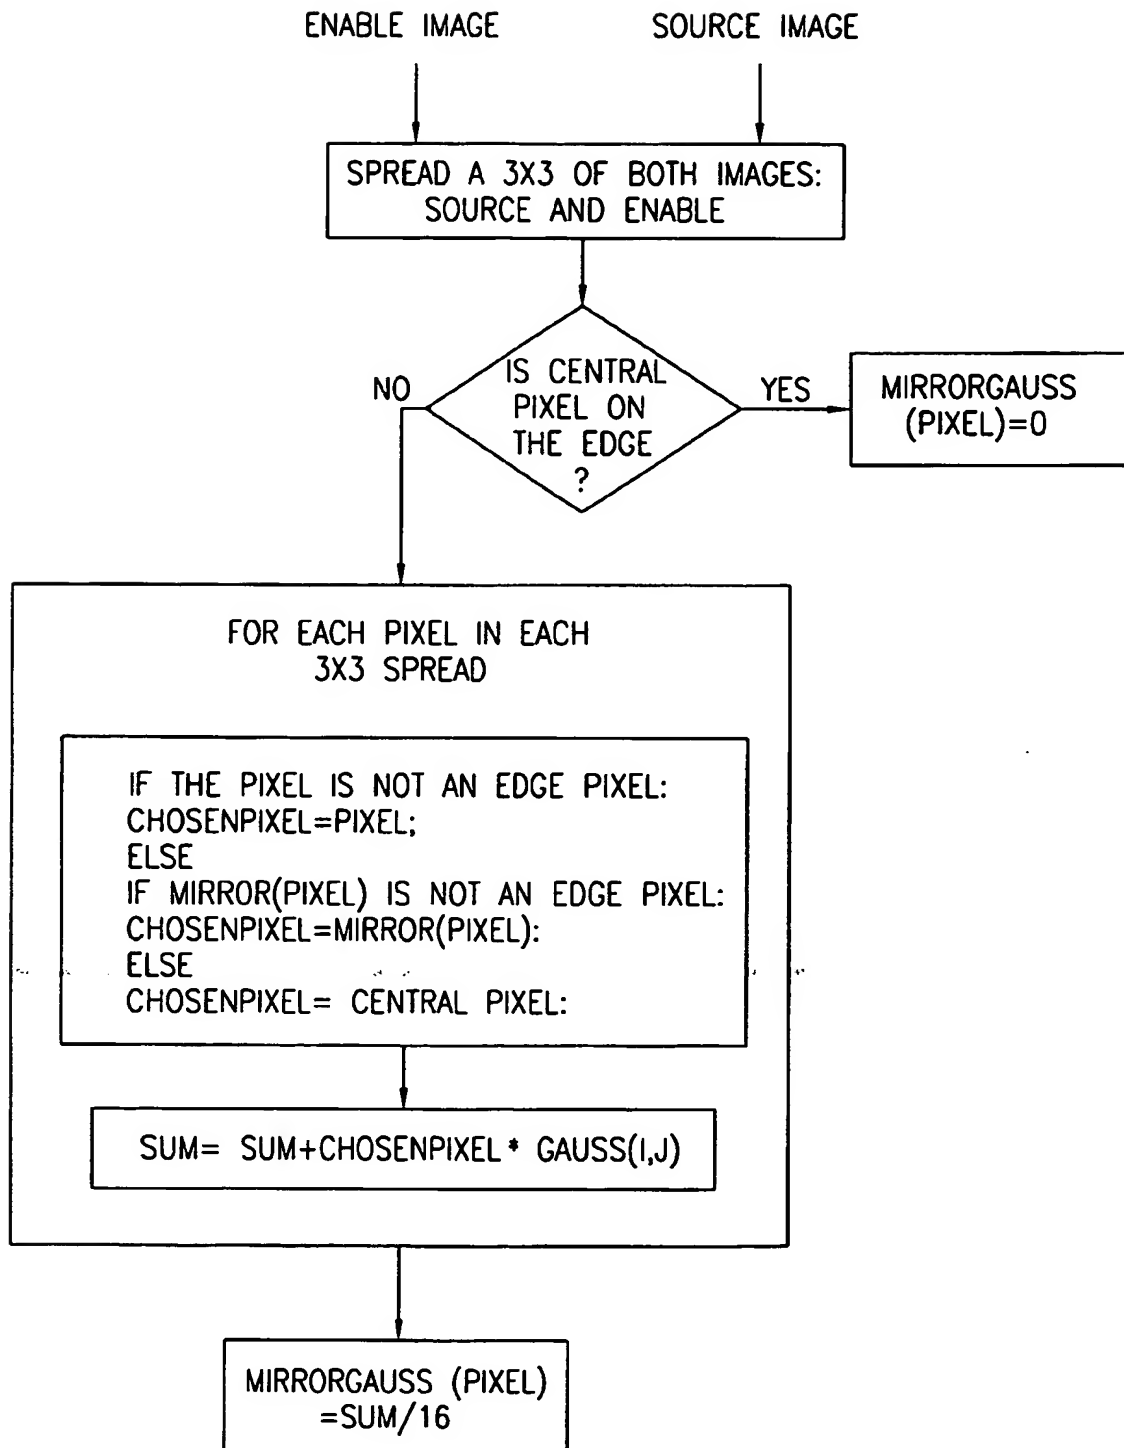 ENABLE IMAGE
SOURCE IMAGE
SPREAD A 3X3 OF BOTH IMAGES:
SOURCE AND ENABLE
IS CENTRAL
PIXEL ON
THE EDGE
?
NO
YES
MIRRORGAUSS
(PIXEL)=0
FOR EACH PIXEL IN EACH
3X3 SPREAD
IF THE PIXEL IS NOT AN EDGE PIXEL:
CHOSENPIXEL=PIXEL;
ELSE
IF MIRROR(PIXEL) IS NOT AN EDGE PIXEL:
CHOSENPIXEL=MIRROR(PIXEL):
ELSE
CHOSENPIXEL= CENTRAL PIXEL:
SUM= SUM+CHOSENPIXEL* GAUSS(I,J)
MIRRORGAUSS (PIXEL)
=SUM/16